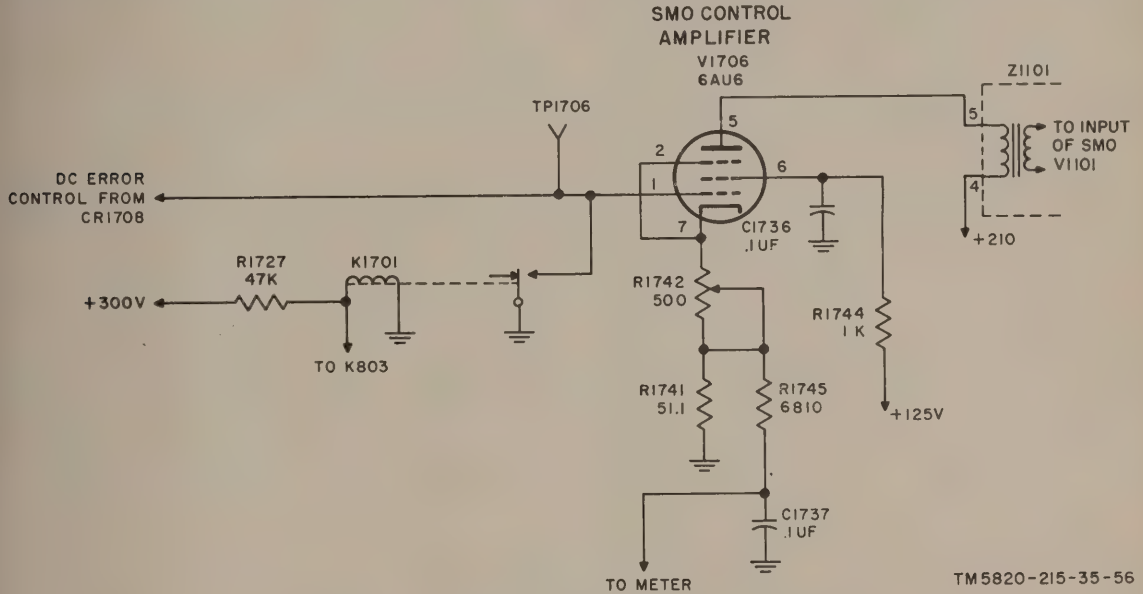 SMO CONTROL
AMPLIFIER
V1706
6AU6
Z1101
TP1706
5
5
TO INPUT
OF SMO
V1101
2
6
1
4
DC ERROR
CONTROL FROM
CR1708
7
C1736
.1UF
+210
R1727
47K
K1701
R1742
500
+300V
R1744
1 K
TO K803
R1741
51.1
R1745
6810
+125V
C1737
.1UF
TO METER
TM5820-215-35-56